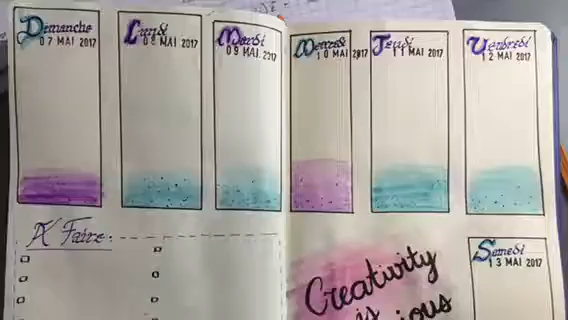 Dimanche
07 MAI 2017
Lundi
08 MAI 2017
Mardi
09 MAI 2017
Mercredi
10 MAI 2017
Jeudi
11 MAI 2017
Vendredi
12 MAI 2017
A Faire:
Creativity
is
Samedi
13 MAI 2017